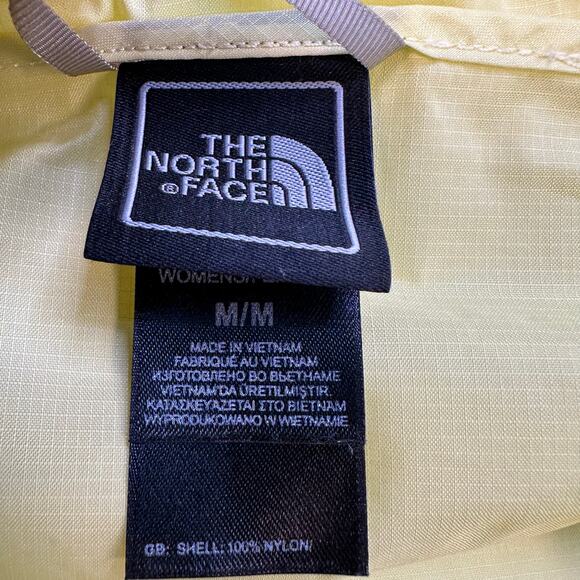 THE
NORTH
® FACE
M/M
MADE IN VIETNAM
FABRIQUÉ AU VIETNAM
ИЗГОТОВЛЕНО ВО ВЬЕТНАМЕ
VIETNAM'DA ÜRETILMIŞTIR.
ΚΑΤΑΣΚΕΥΑΖΕΤΑΙ ΣΤΟ ΒΙΕΤΝΑΜ
WYPRODUKOWANO W WIETNAMIE
GB: SHELL: 100% NYLON/